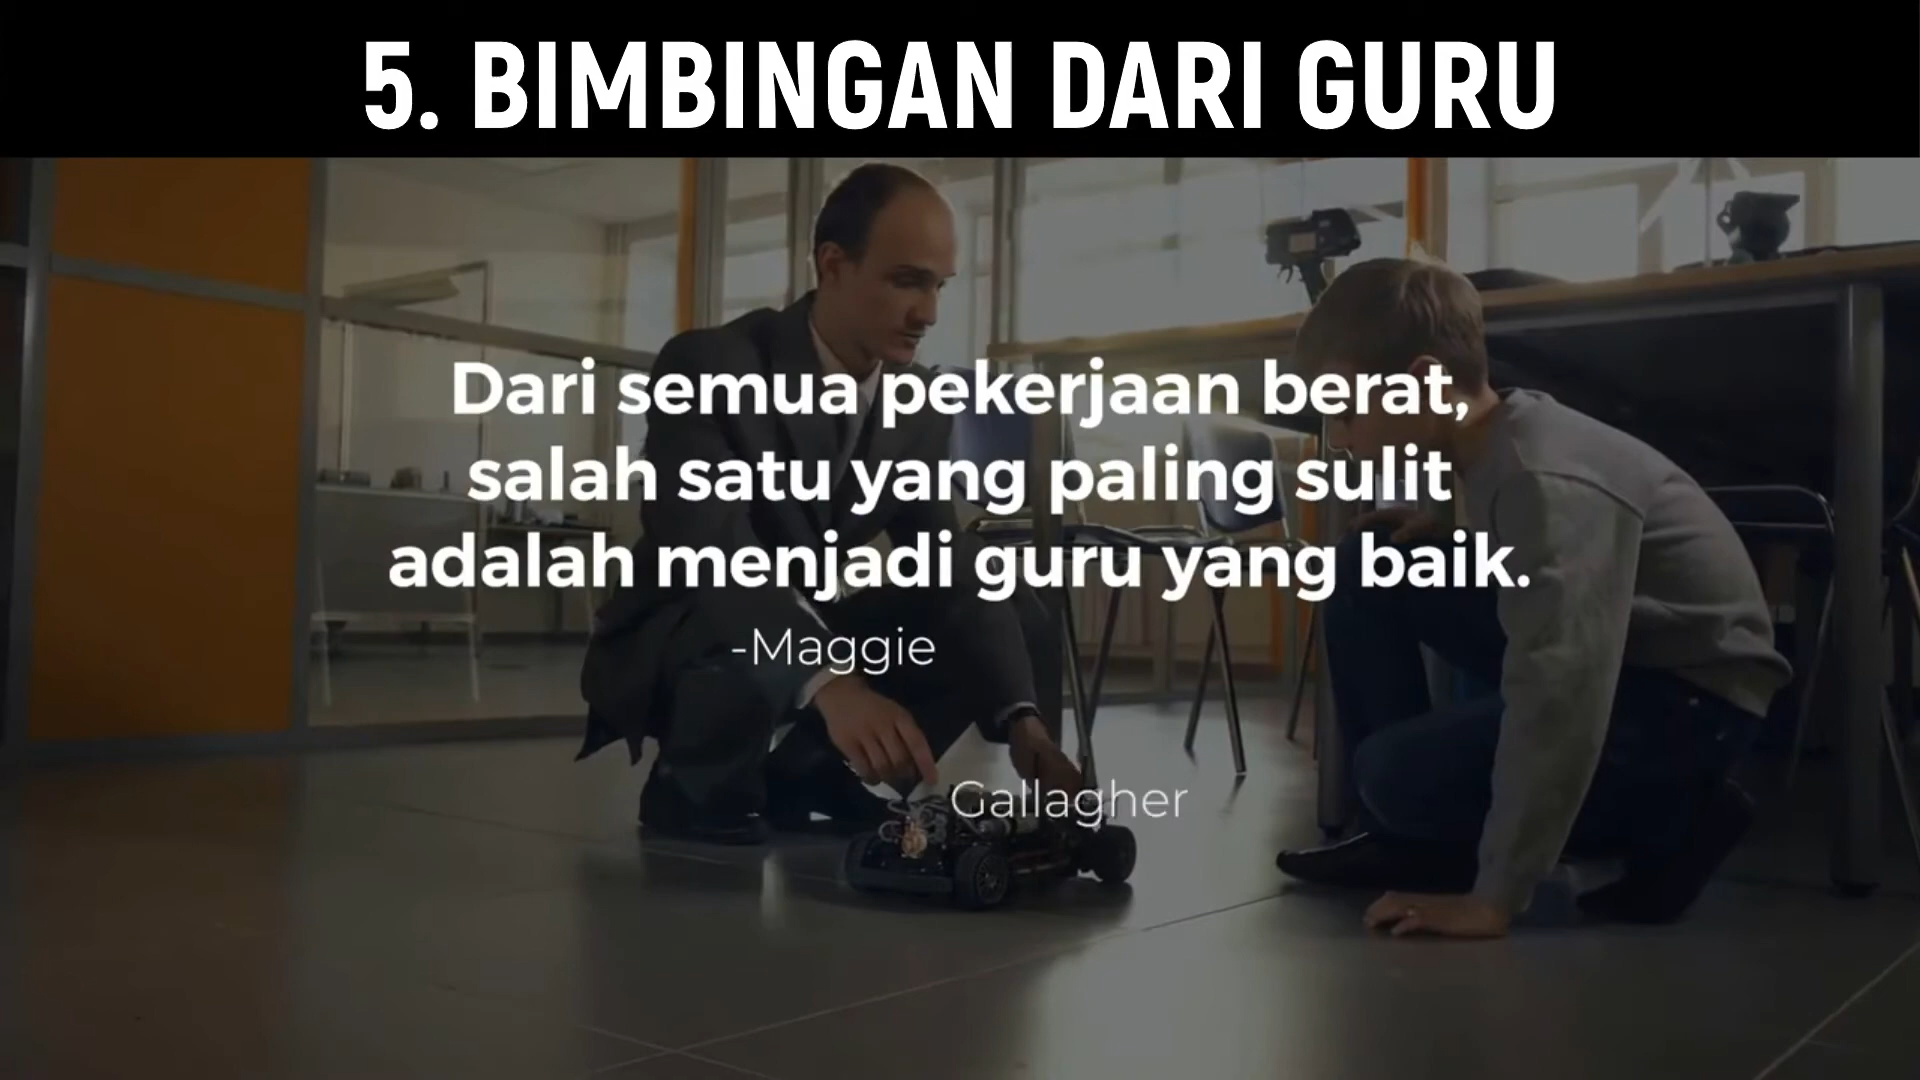 5. BIMBINGAN DARI GURU
Dari semua pekerjaan berat,
salah satu yang paling sulit
adalah menjadi guru yang baik.
-Maggie
Gallagher